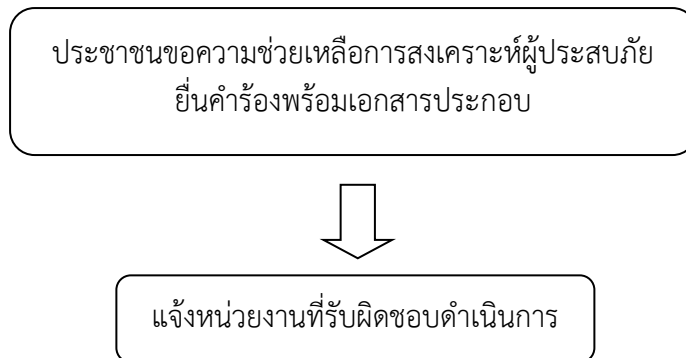 ประชาชนขอความช่วยเหลือการสงเคราะห์ผู้ประสบภัย
ยื่นคำร้องพร้อมเอกสารประกอบ
แจ้งหน่วยงานที่รับผิดชอบดำเนินการ